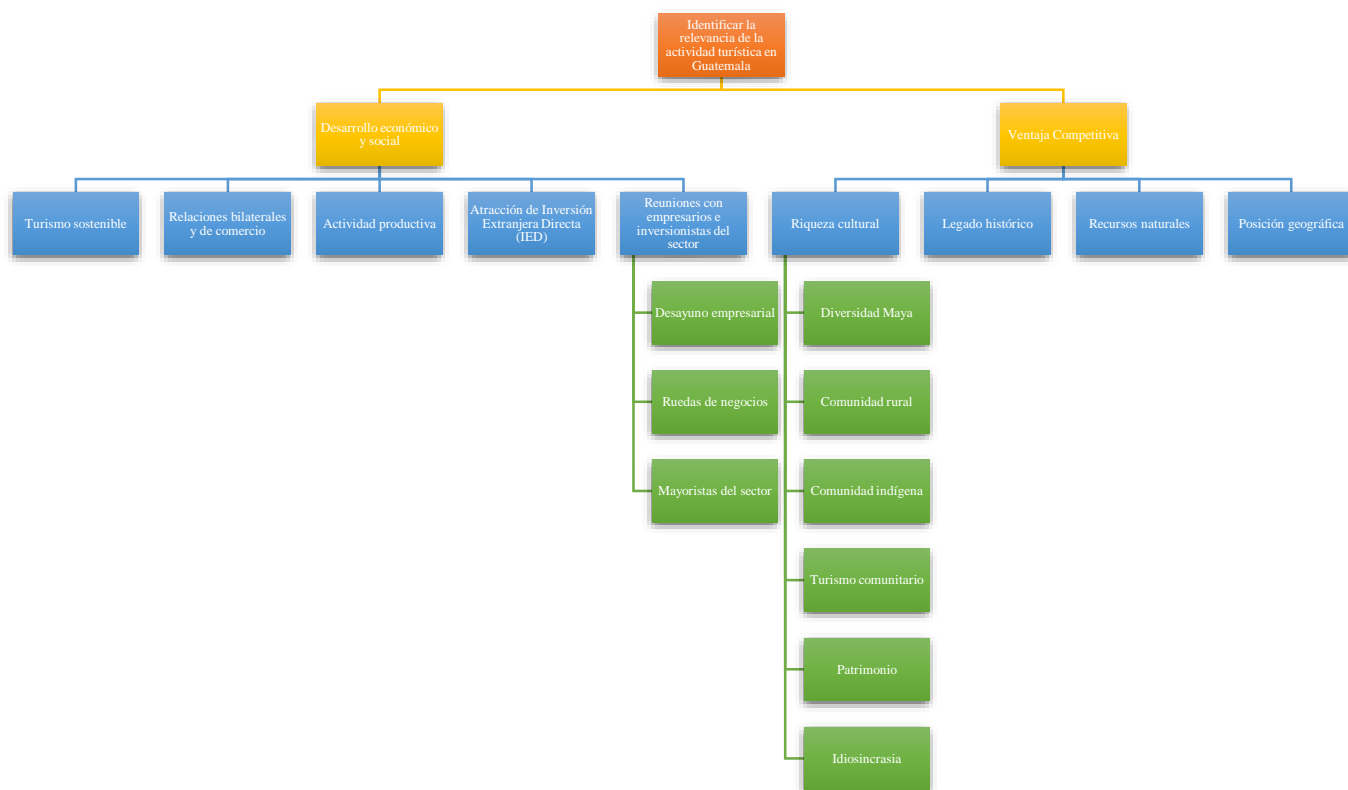 Identificar la
relevancia de la
actividad turística en
Guatemala
Desarrollo económico
y social
Ventaja Competitiva
Turismo sostenible
Relaciones bilaterales
y de comercio
Actividad productiva
Atracción de Inversión
Extranjera Directa
(IED)
Reuniones con
empresarios e
inversionistas del
sector
Riqueza cultural
Legado histórico
Recursos naturales
Posición geográfica
Desayuno empresarial
Ruedas de negocios
Mayoristas del sector
Diversidad Maya
Comunidad rural
Comunidad indígena
Turismo comunitario
Patrimonio
Idiosincrasia